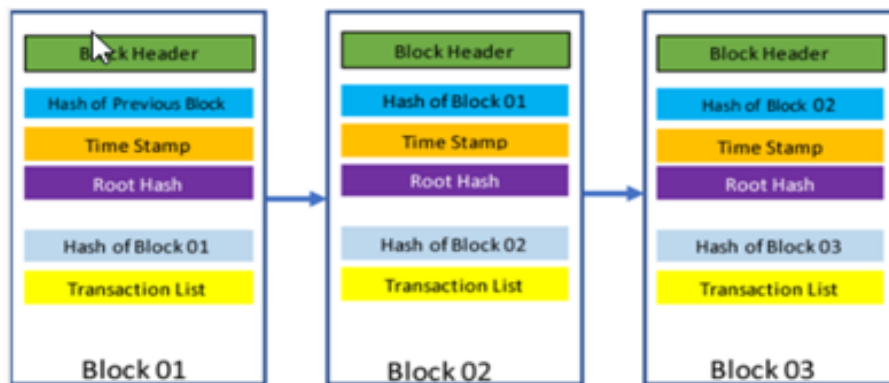 Block Header
Hash of Previous Block
Time Stamp
Root Hash
Hash of Block 01
Transaction List
Block 01
Block Header
Hash of Block 01
Time Stamp
Root Hash
Hash of Block 02
Transaction List
Block 02
Block Header
Hash of Block 02
Time Stamp
Root Hash
Hash of Block 03
Transaction List
Block 03